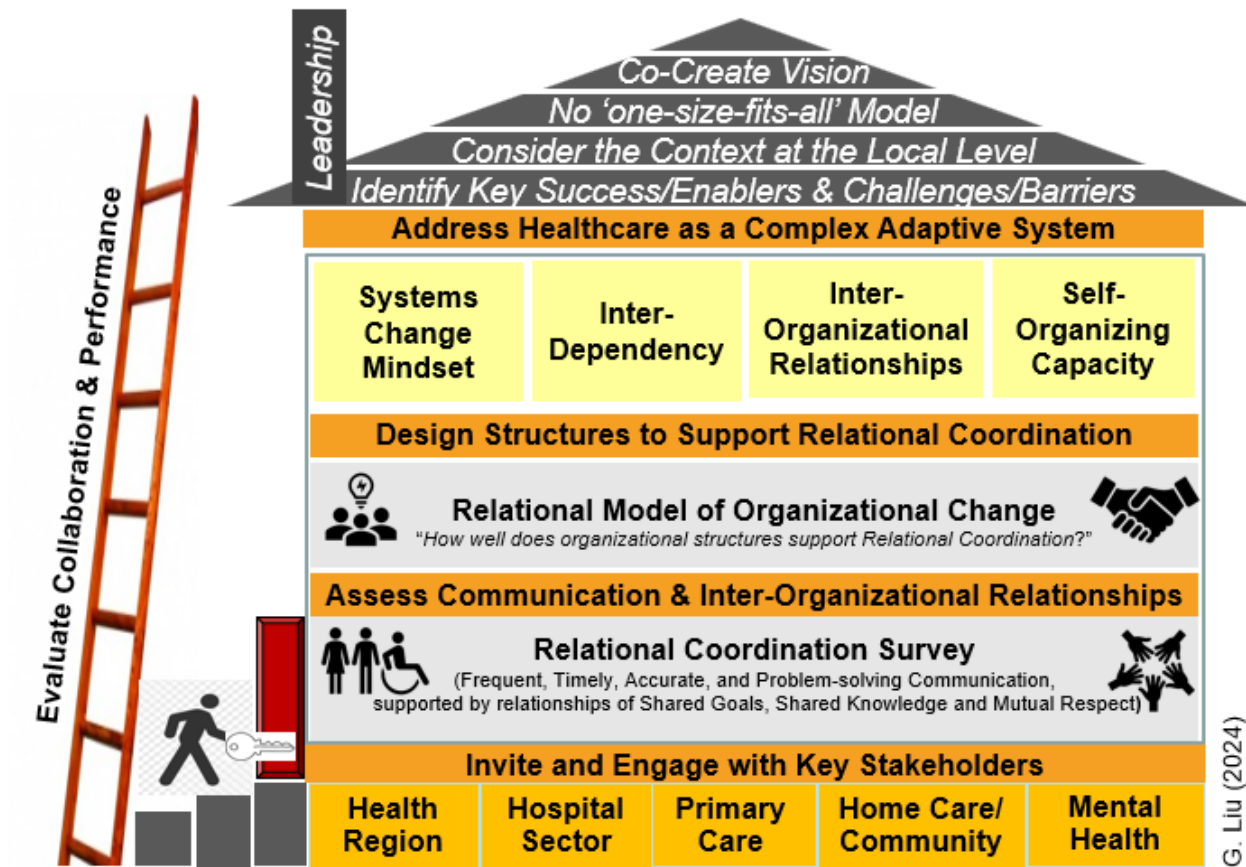 Leadership
Co-Create Vision
No 'one-size-fits-all' Model
Consider the Context at the Local Level
Identify Key Success/Enablers & Challenges/Barriers
Evaluate Collaboration & Performance
Address Healthcare as a Complex Adaptive System
Systems
Change
Mindset
Inter-
Dependency
Inter-
Organizational
Relationships
Self-
Organizing
Capacity
Design Structures to Support Relational Coordination
Relational Model of Organizational Change
“How well does organizational structures support Relational Coordination?”
Assess Communication & Inter-Organizational Relationships
Relational Coordination Survey
(Frequent, Timely, Accurate, and Problem-solving Communication,
supported by relationships of Shared Goals, Shared Knowledge and Mutual Respect)
Invite and Engage with Key Stakeholders
Health
Region
Hospital
Sector
Primary
Care
Home Care/
Community
Mental
Health
G. Liu (2024)